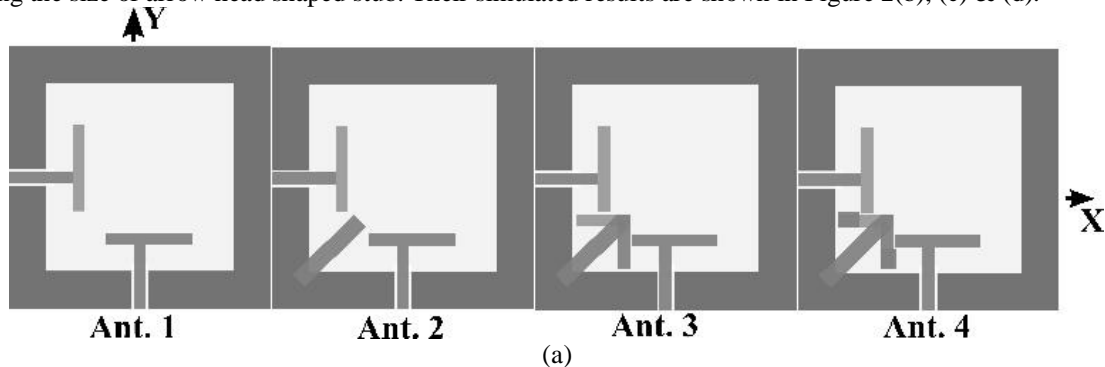 ing the size of arrow head shaped stub. Their simulated results are shown in Figure 2(b), (c) & (d).
Y
X
Ant. 1 Ant. 2 Ant. 3 Ant. 4
(a)